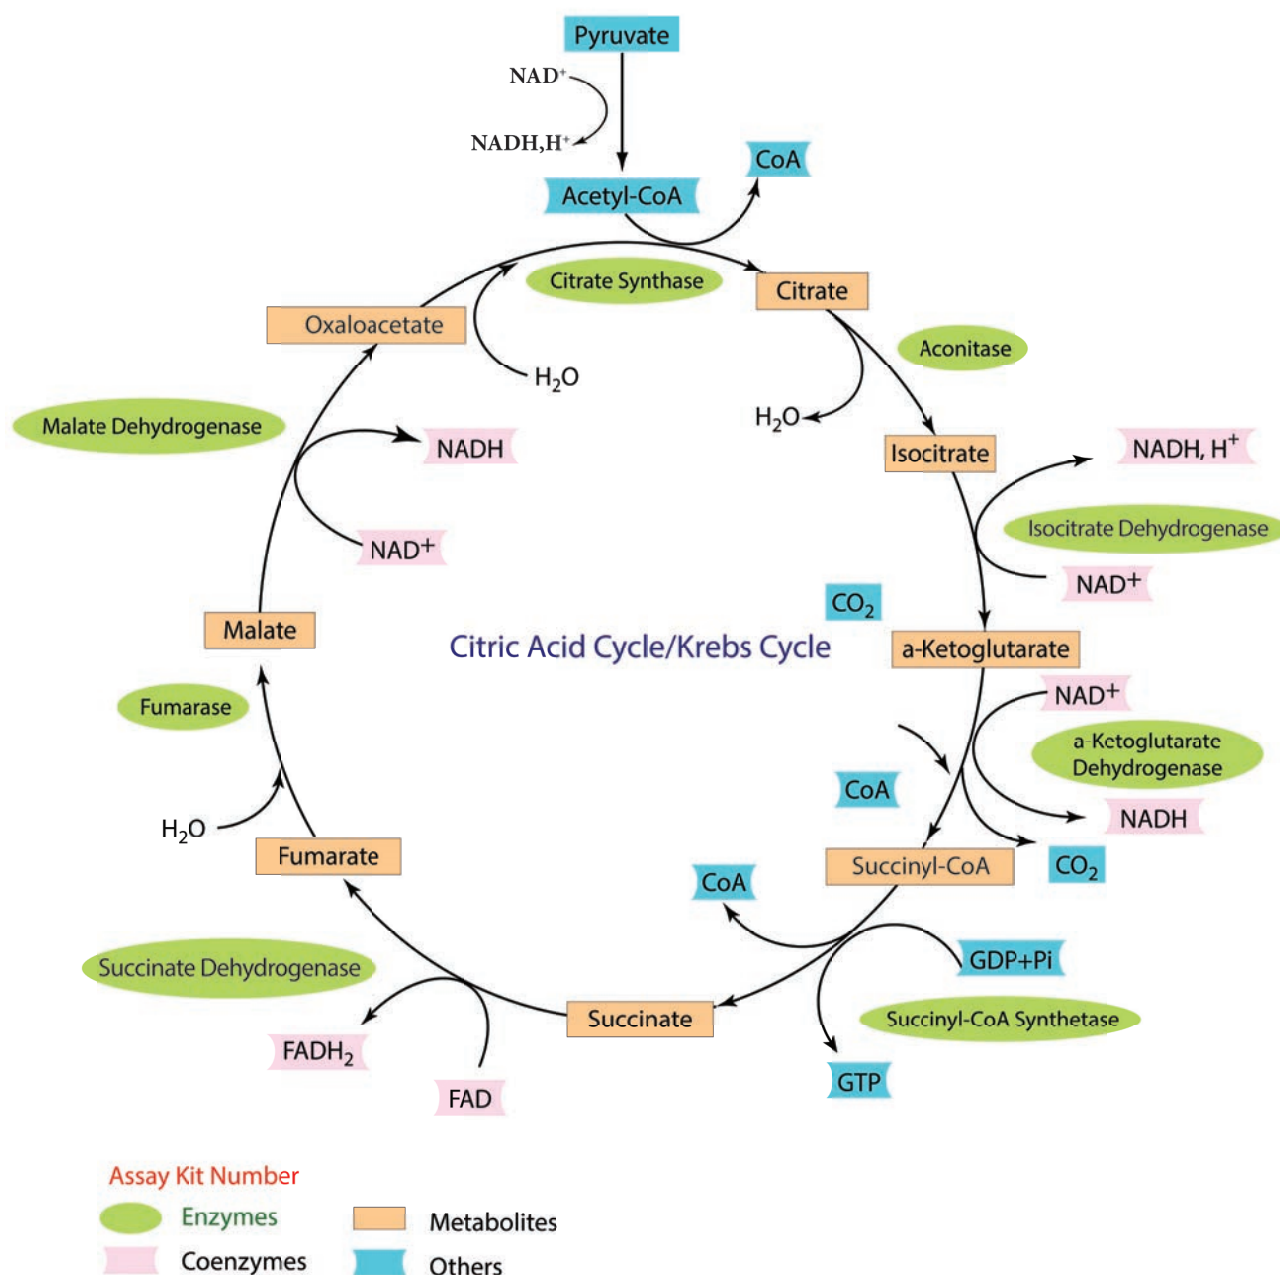 Pyruvate
NAD⁺
NADH,H⁺
CoA
Acetyl-CoA
Citrate Synthase
Citrate
Oxaloacetate
Aconitase
H₂O
H₂O
Malate Dehydrogenase
NADH
Isocitrate
NADH, H⁺
Isocitrate Dehydrogenase
NAD⁺
NAD⁺
CO₂
Malate
Citric Acid Cycle/Krebs Cycle
a-Ketoglutarate
NAD⁺
Fumarase
a-Ketoglutarate
Dehydrogenase
CoA
NADH
H₂O
Fumarate
Succinyl-CoA
CO₂
CoA
Succinate Dehydrogenase
GDP+Pi
Succinate
Succinyl-CoA Synthetase
FADH₂
GTP
FAD
Assay Kit Number
Enzymes
Metabolites
Coenzymes
Others